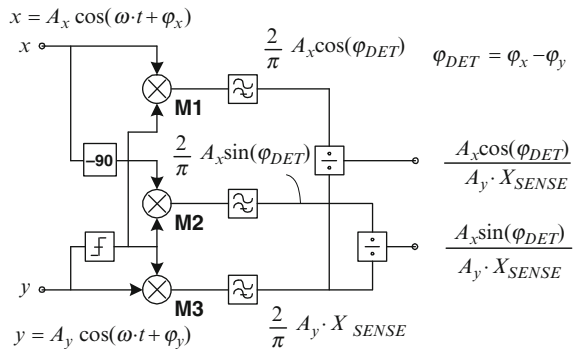 x = A_x cos(ω·t+φ_x)
x
2/π A_x cos(φ_DET)
φ_DET = φ_x − φ_y
M1
−90
2/π A_x sin(φ_DET)
÷
A_x cos(φ_DET) / A_y · X_SENSE
M2
÷
A_x sin(φ_DET) / A_y · X_SENSE
y
M3
y = A_y cos(ω·t+φ_y)
2/π A_y · X_SENSE